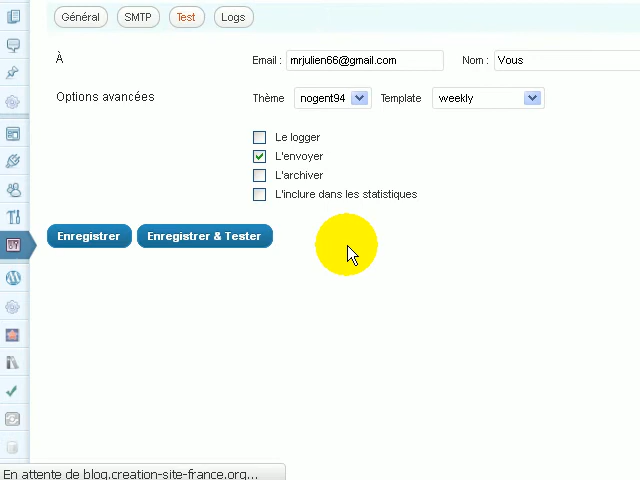 Général SMTP Test Logs
À Email : mrjulien66@gmail.com Nom : Vous
Options avancées Thème nogent94 Template weekly
Le logger
L'envoyer
L'archiver
L'inclure dans les statistiques
Enregistrer Enregistrer & Tester
En attente de blog.creation-site-france.org...